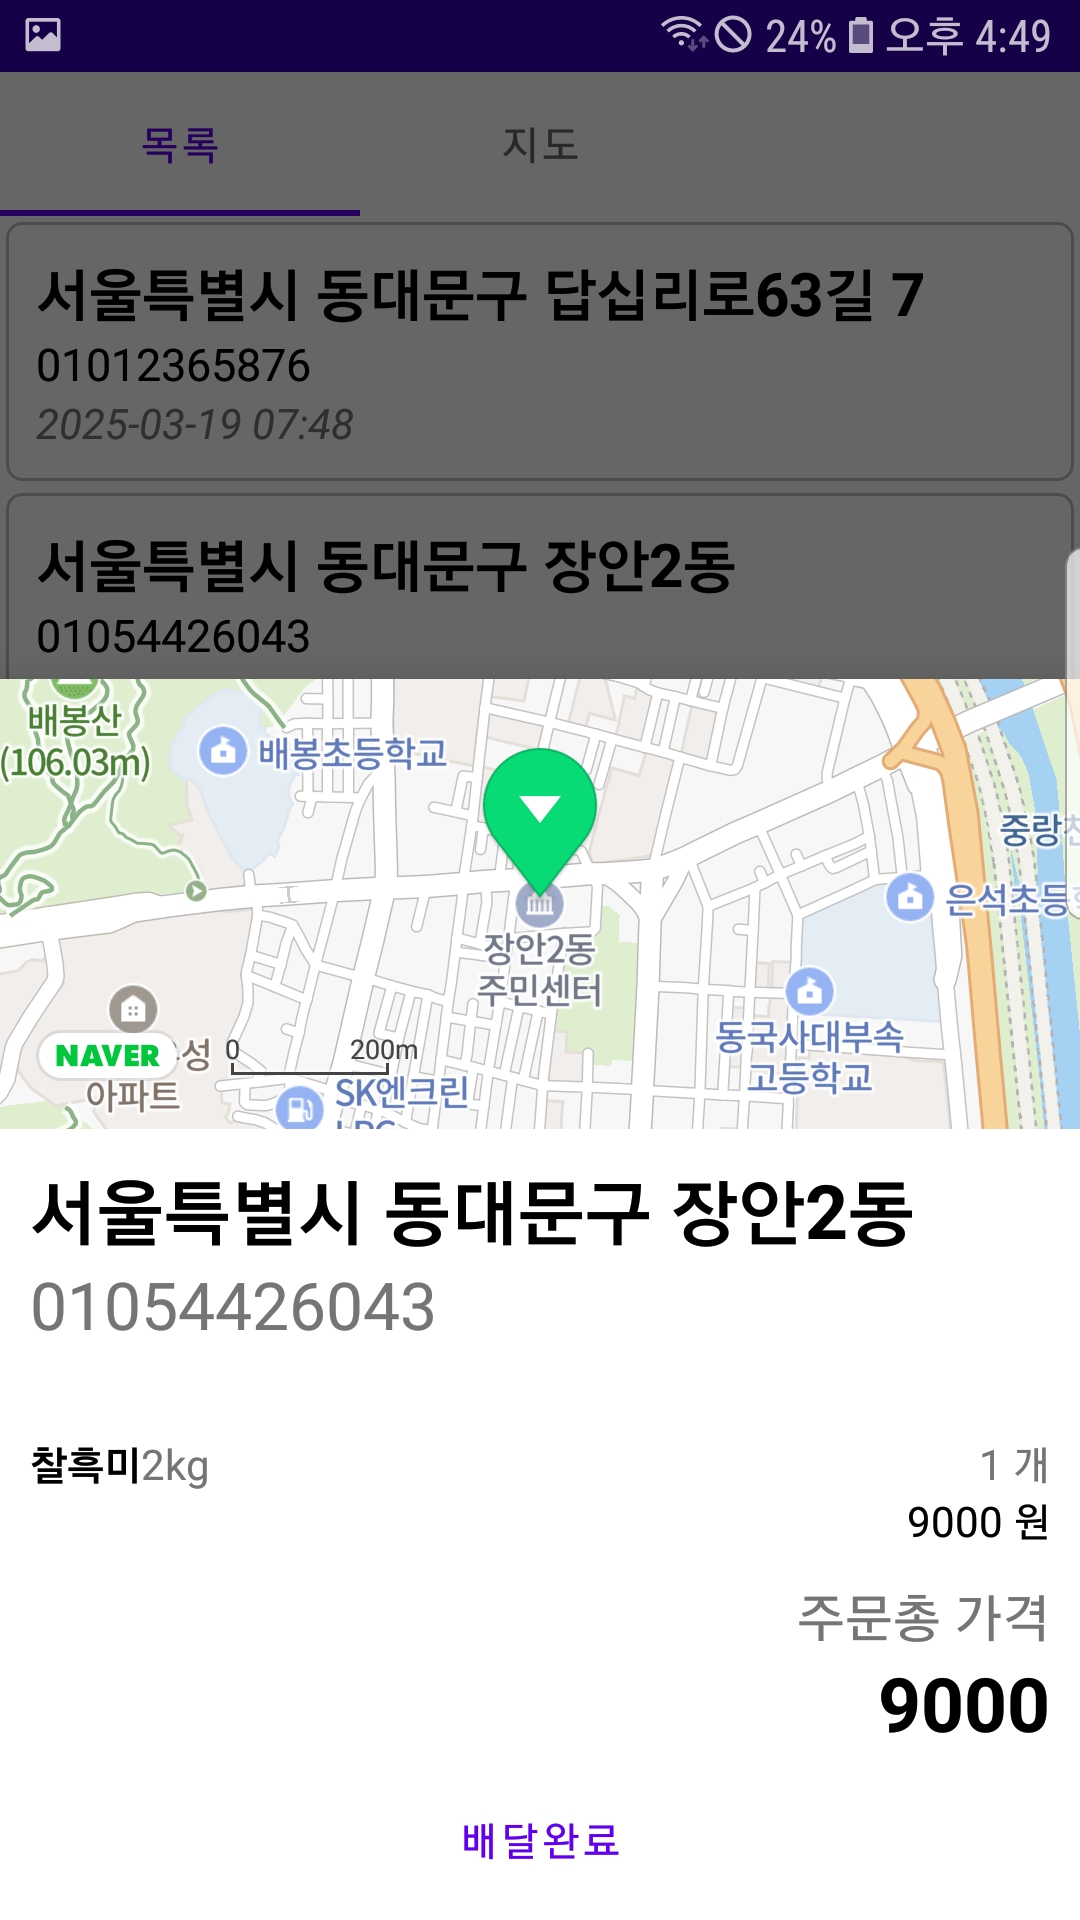 24% 오후 4:49
목록 지도
서울특별시 동대문구 답십리로63길 7
01012365876
2025-03-19 07:48
서울특별시 동대문구 장안2동
01054426043
배봉산
(106.03m)
배봉초등학교
중랑천
은석초등학
장안2동
주민센터
동국사대부속
고등학교
NAVER
성
아파트
0 200m
SK엔크린
LPG
서울특별시 동대문구 장안2동
01054426043
찰흑미2kg 1 개
9000 원
주문총 가격
9000
배달완료